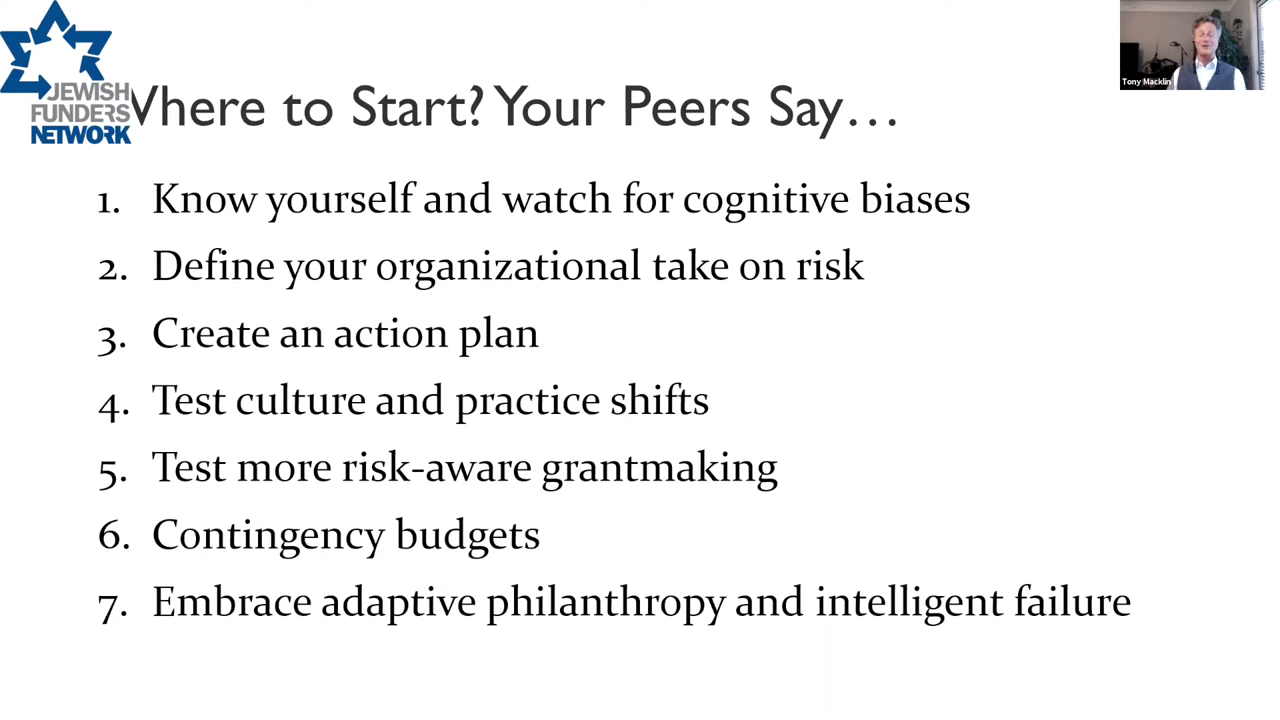 JEWISH
FUNDERS
NETWORK
Where to Start? Your Peers Say…
Tony Macklin
1. Know yourself and watch for cognitive biases
2. Define your organizational take on risk
3. Create an action plan
4. Test culture and practice shifts
5. Test more risk-aware grantmaking
6. Contingency budgets
7. Embrace adaptive philanthropy and intelligent failure